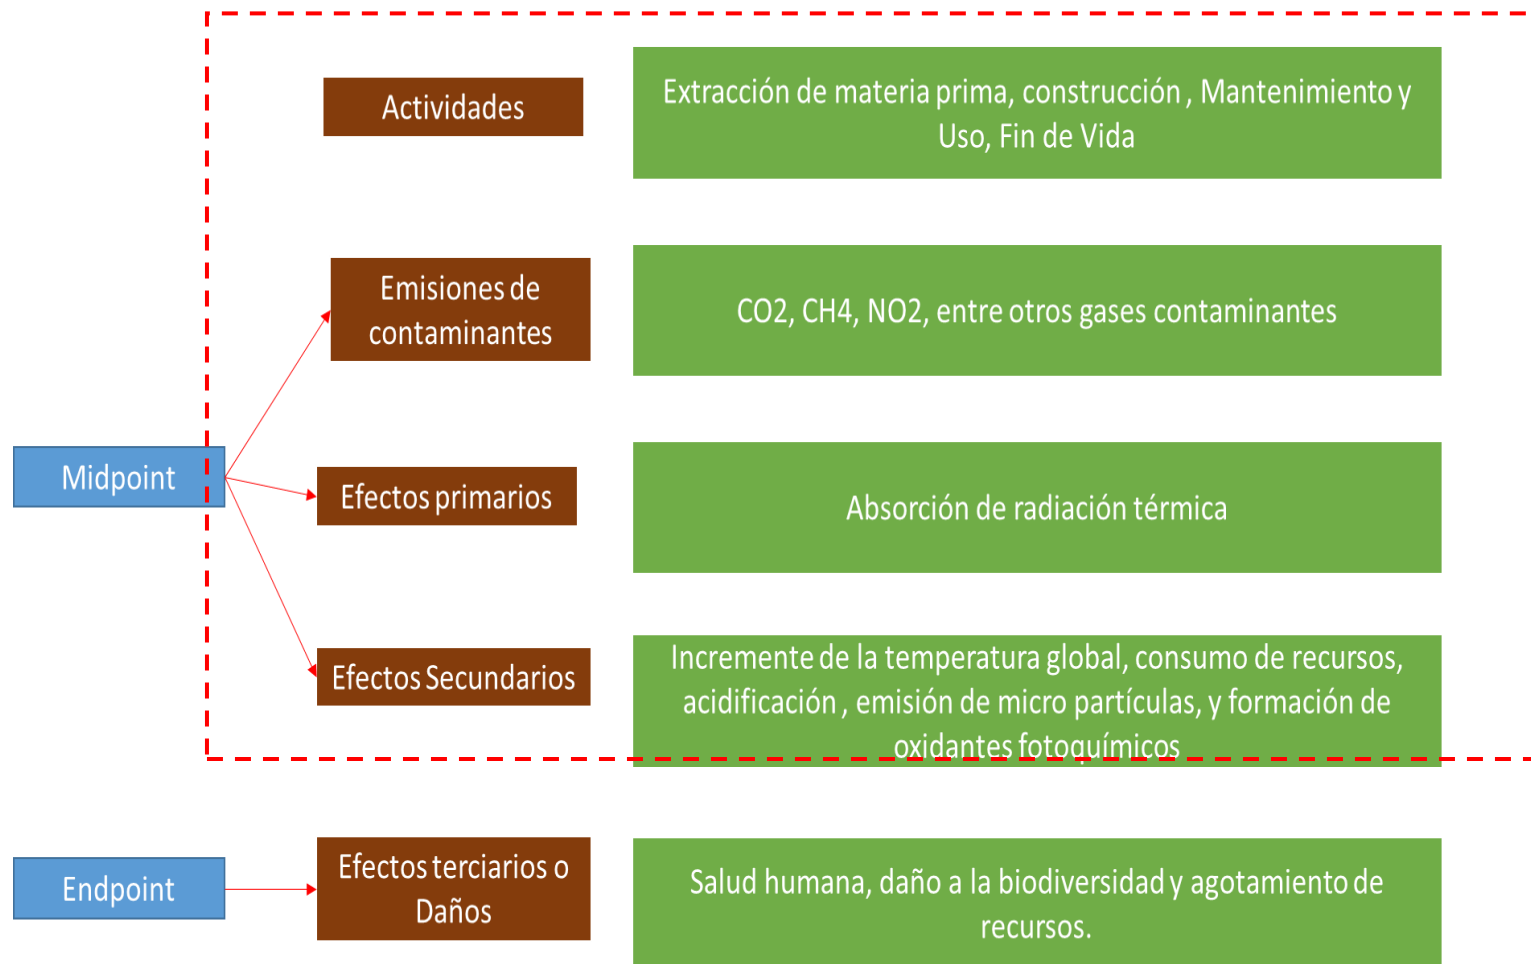 Actividades
Extracción de materia prima, construcción , Mantenimiento y
Uso, Fin de Vida
Emisiones de
contaminantes
CO2, CH4, NO2, entre otros gases contaminantes
Midpoint
Efectos primarios
Absorción de radiación térmica
Efectos Secundarios
Incremente de la temperatura global, consumo de recursos,
acidificación , emisión de micro partículas, y formación de
oxidantes fotoquímicos
Endpoint
Efectos terciarios o
Daños
Salud humana, daño a la biodiversidad y agotamiento de
recursos.